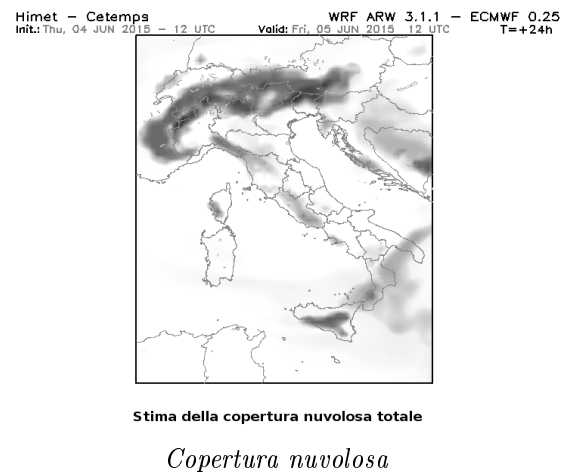 Himet – Cetemps WRF ARW 3.1.1 – ECMWF 0.25
Init.: Thu, 04 JUN 2015 – 12 UTC Valid: Fri, 05 JUN 2015 12 UTC T=+24h
Stima della copertura nuvolosa totale
Copertura nuvolosa